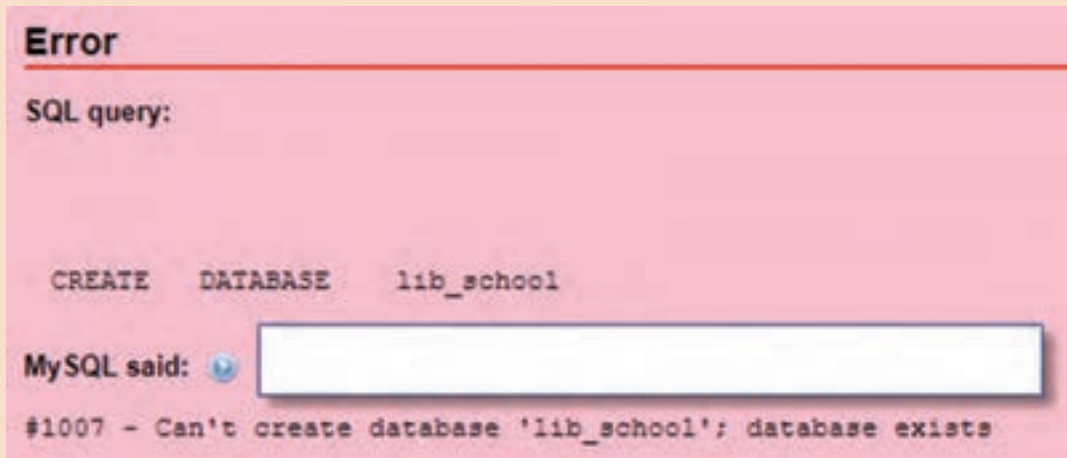 Error
SQL query:
CREATE DATABASE lib_school
MySQL said:
#1007 - Can't create database 'lib_school'; database exists